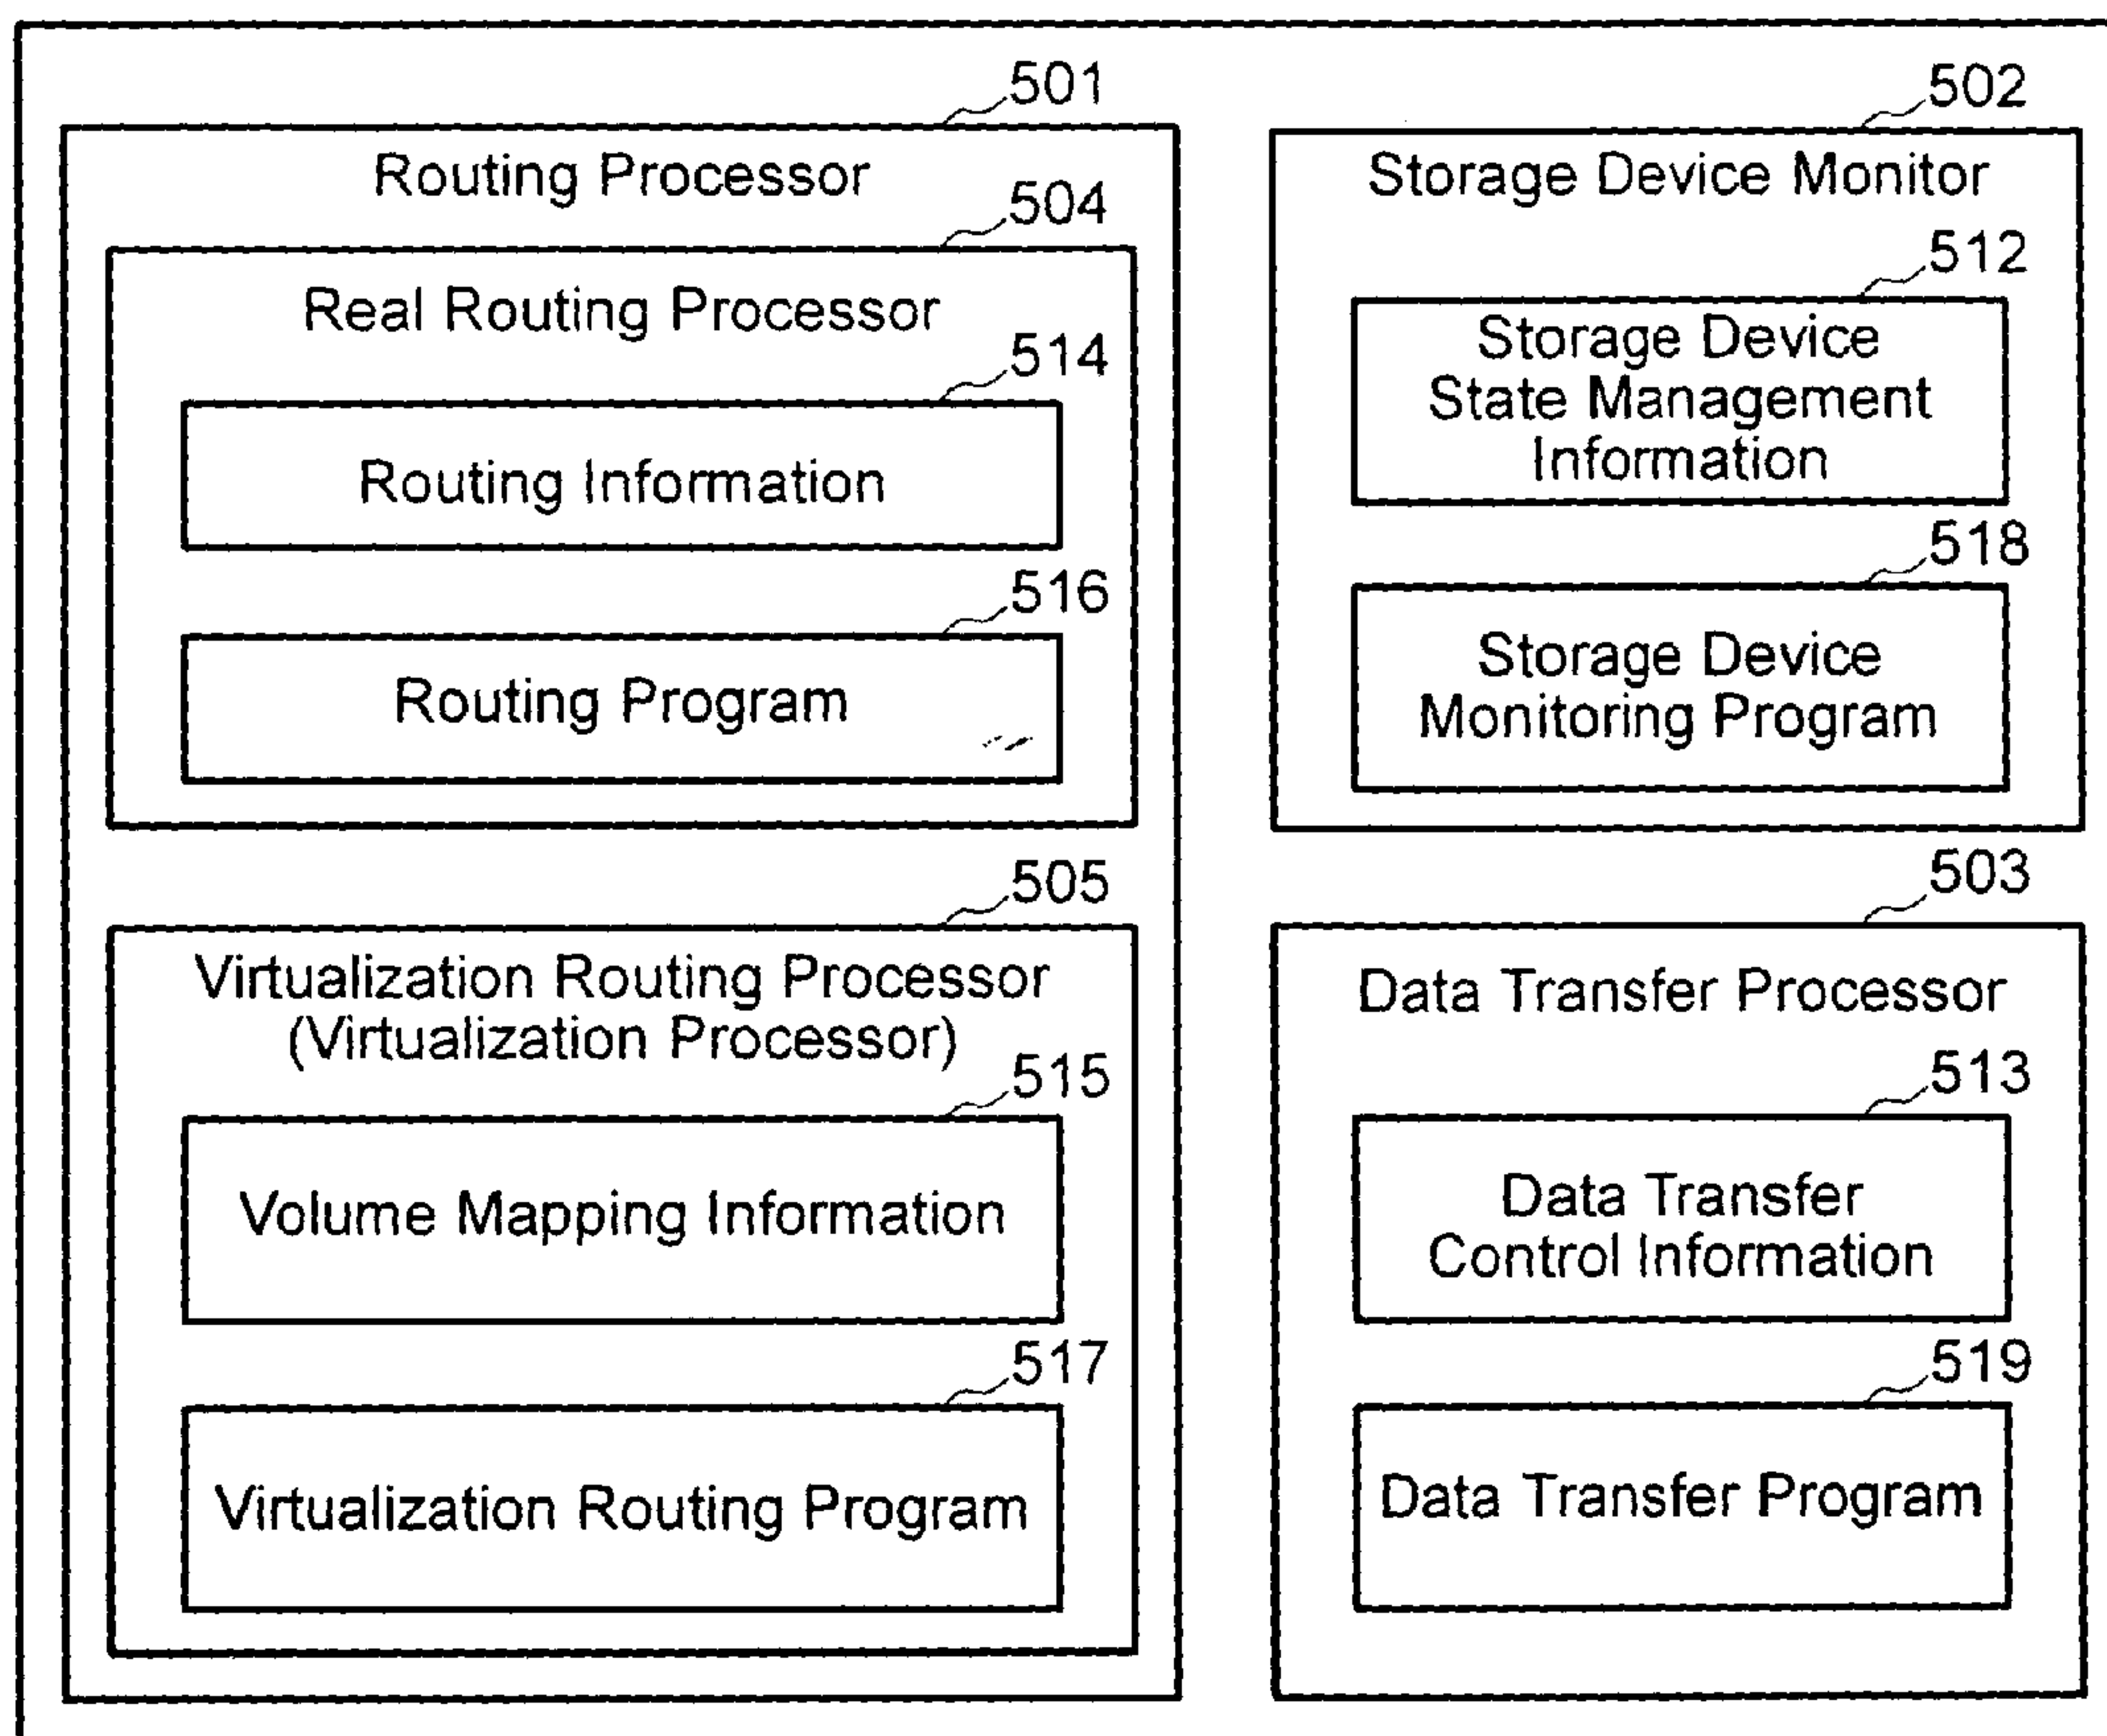 501
Routing Processor
504
Real Routing Processor
514
Routing Information
516
Routing Program
505
Virtualization Routing Processor
(Virtualization Processor)
515
Volume Mapping Information
517
Virtualization Routing Program
502
Storage Device Monitor
512
Storage Device
State Management
Information
518
Storage Device
Monitoring Program
503
Data Transfer Processor
513
Data Transfer
Control Information
519
Data Transfer Program